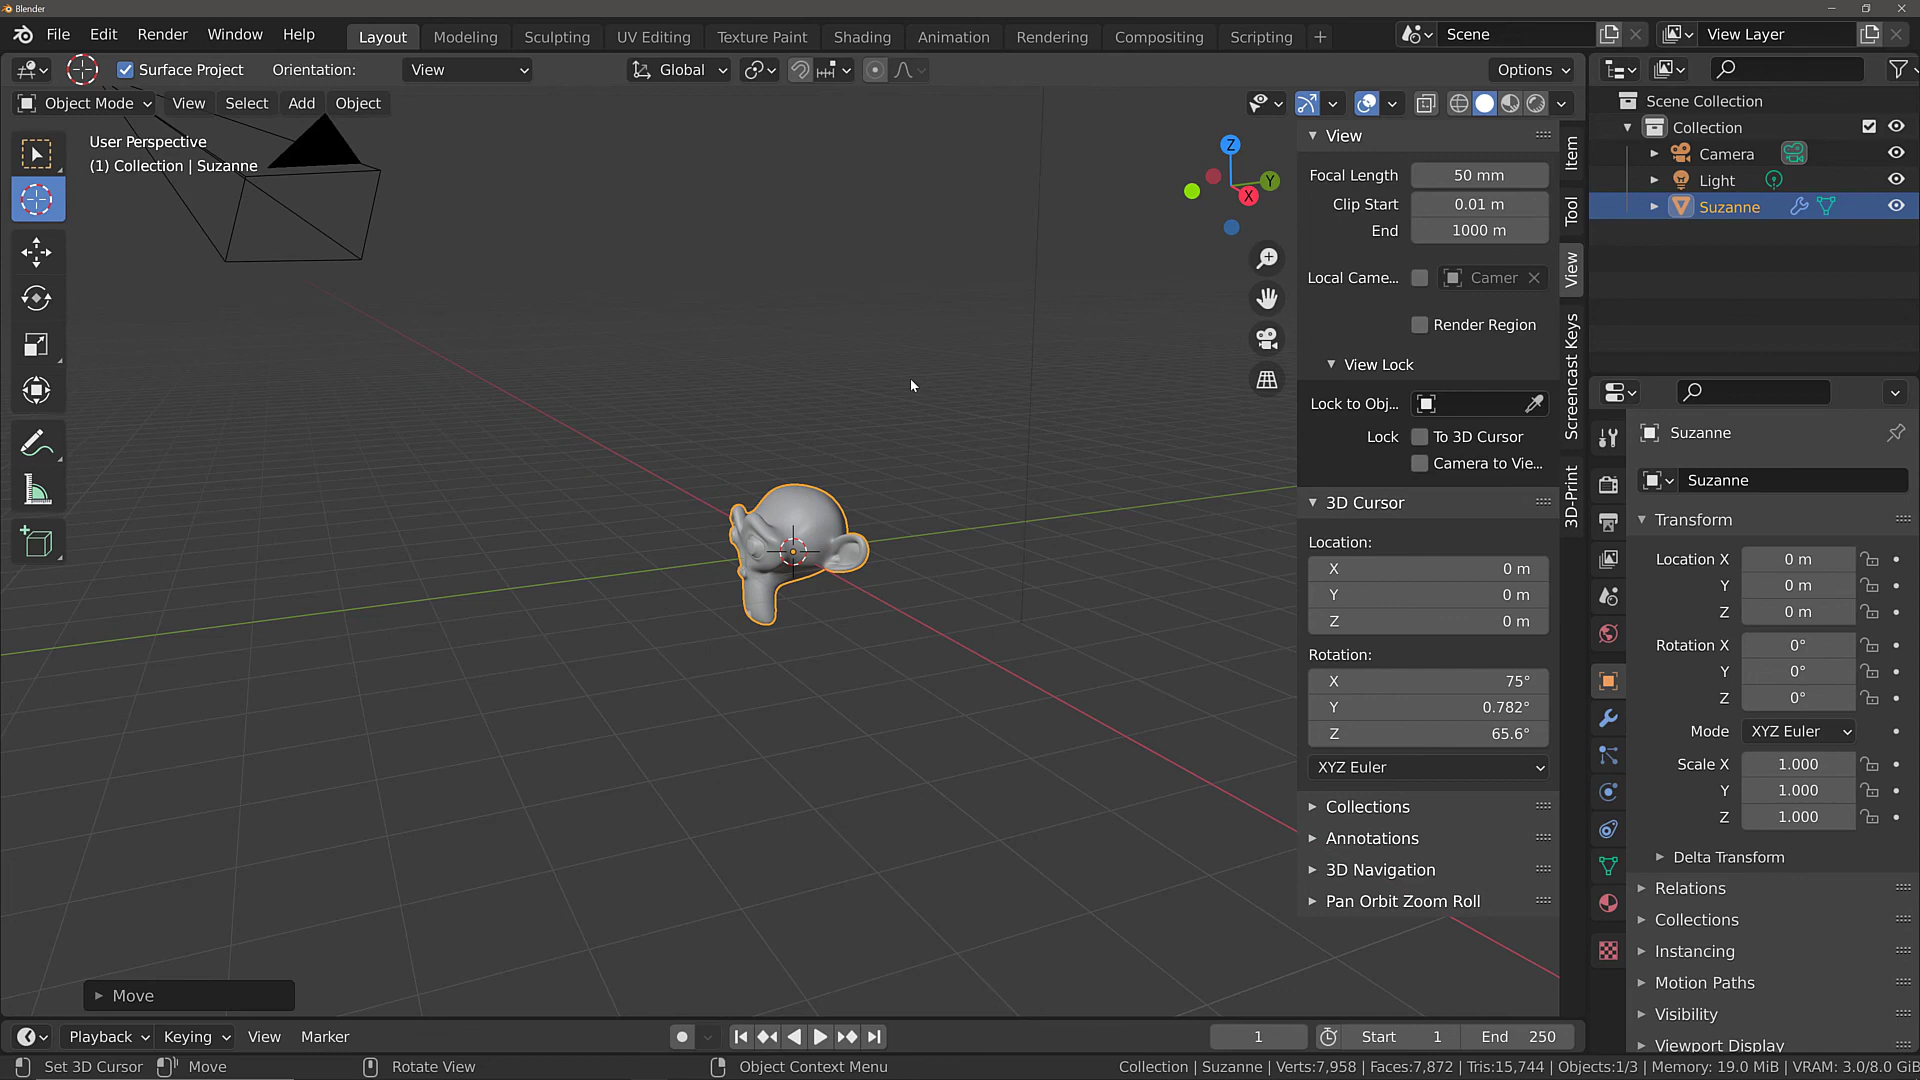 Blender
File Edit Render Window Help
Layout Modeling Sculpting UV Editing Texture Paint Shading Animation Rendering Compositing Scripting
Scene
View Layer
Surface Project Orientation: View
Global
Options
Object Mode View Select Add Object
User Perspective
(1) Collection | Suzanne
Z
Y
X
View
Focal Length 50 mm
Clip Start 0.01 m
End 1000 m
Local Came... Camer
Render Region
View Lock
Lock to Obj...
Lock To 3D Cursor
Camera to Vie...
3D Cursor
Location:
X 0 m
Y 0 m
Z 0 m
Rotation:
X 75°
Y 0.782°
Z 65.6°
XYZ Euler
Collections
Annotations
3D Navigation
Pan Orbit Zoom Roll
Item
Tool
View
Screencast Keys
3D-Print
Scene Collection
Collection
Camera
Light
Suzanne
Suzanne
Suzanne
Transform
Location X 0 m
Y 0 m
Z 0 m
Rotation X 0°
Y 0°
Z 0°
Mode XYZ Euler
Scale X 1.000
Y 1.000
Z 1.000
Delta Transform
Relations
Collections
Instancing
Motion Paths
Visibility
Viewport Display
Move
Playback Keying View Marker
1
Start 1 End 250
Set 3D Cursor Move Rotate View Object Context Menu
Collection | Suzanne | Verts:7,958 | Faces:7,872 | Tris:15,744 | Objects:1/3 | Memory: 19.0 MiB | VRAM: 3.0/8.0 GiB